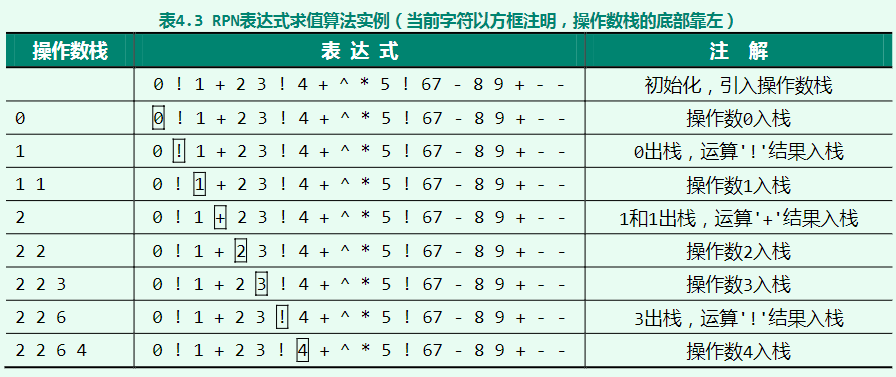 表4.3 RPN表达式求值算法实例（当前字符以方框注明，操作数栈的底部靠左）
操作数栈 表 达 式 注 解
0 ! 1 + 2 3 ! 4 + ^ * 5 ! 67 - 8 9 + - - 初始化，引入操作数栈
0 0 ! 1 + 2 3 ! 4 + ^ * 5 ! 67 - 8 9 + - - 操作数0入栈
1 0 ! 1 + 2 3 ! 4 + ^ * 5 ! 67 - 8 9 + - - 0出栈，运算'!'结果入栈
1 1 0 ! 1 + 2 3 ! 4 + ^ * 5 ! 67 - 8 9 + - - 操作数1入栈
2 0 ! 1 + 2 3 ! 4 + ^ * 5 ! 67 - 8 9 + - - 1和1出栈，运算'+'结果入栈
2 2 0 ! 1 + 2 3 ! 4 + ^ * 5 ! 67 - 8 9 + - - 操作数2入栈
2 2 3 0 ! 1 + 2 3 ! 4 + ^ * 5 ! 67 - 8 9 + - - 操作数3入栈
2 2 6 0 ! 1 + 2 3 ! 4 + ^ * 5 ! 67 - 8 9 + - - 3出栈，运算'!'结果入栈
2 2 6 4 0 ! 1 + 2 3 ! 4 + ^ * 5 ! 67 - 8 9 + - - 操作数4入栈